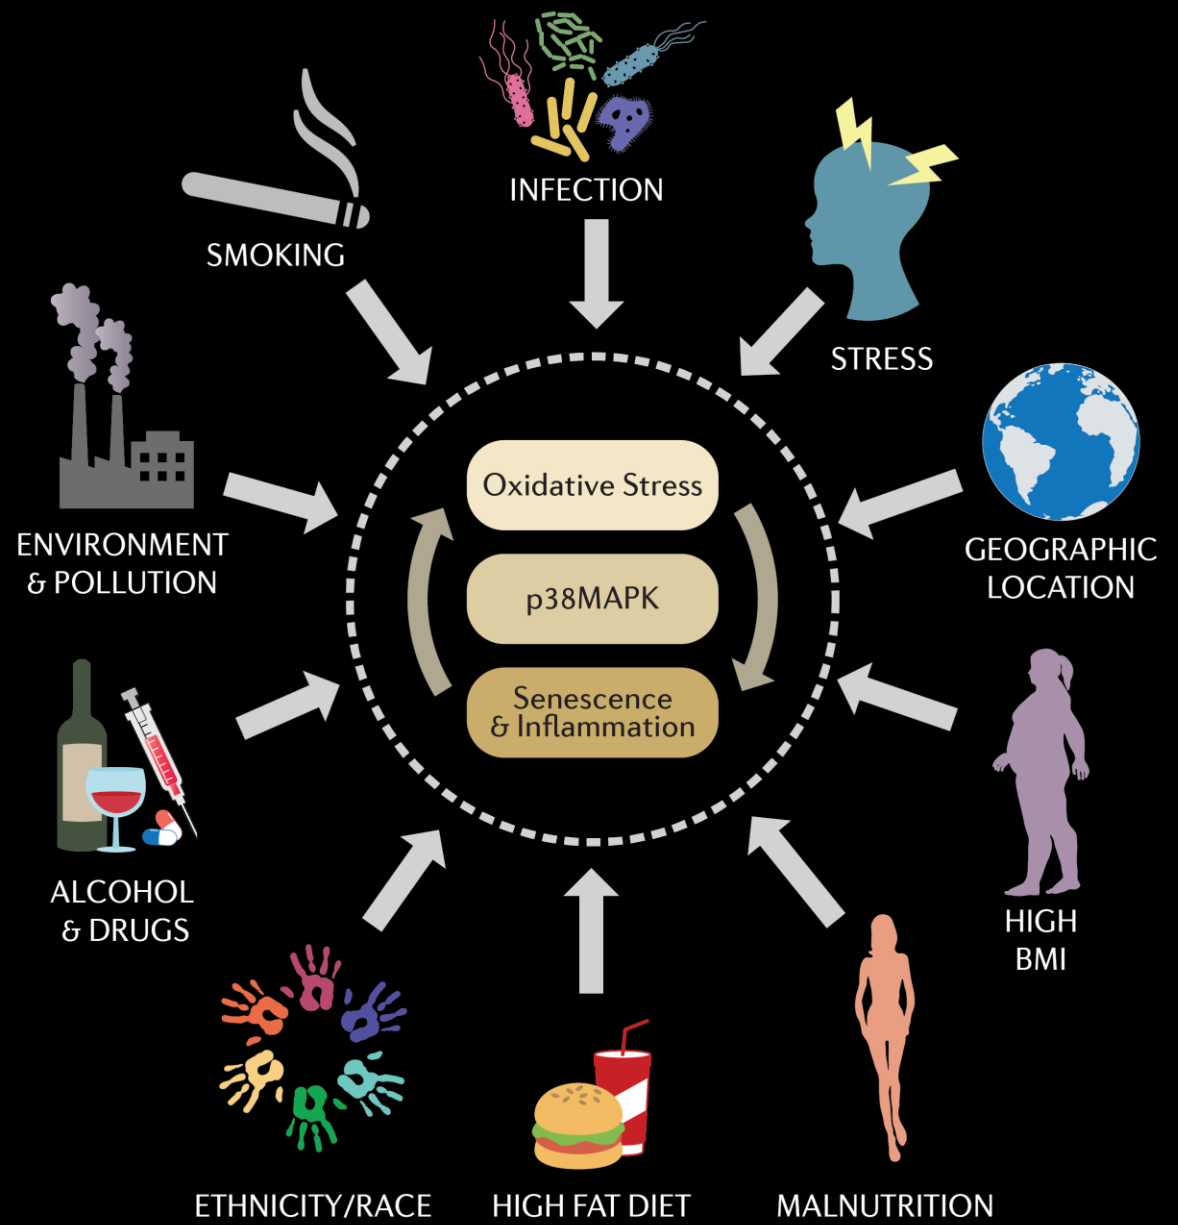 INFECTION
SMOKING
STRESS
ENVIRONMENT
& POLLUTION
GEOGRAPHIC
LOCATION
Oxidative Stress
p38MAPK
Senescence
& Inflammation
ALCOHOL
& DRUGS
HIGH
BMI
ETHNICITY/RACE
HIGH FAT DIET
MALNUTRITION